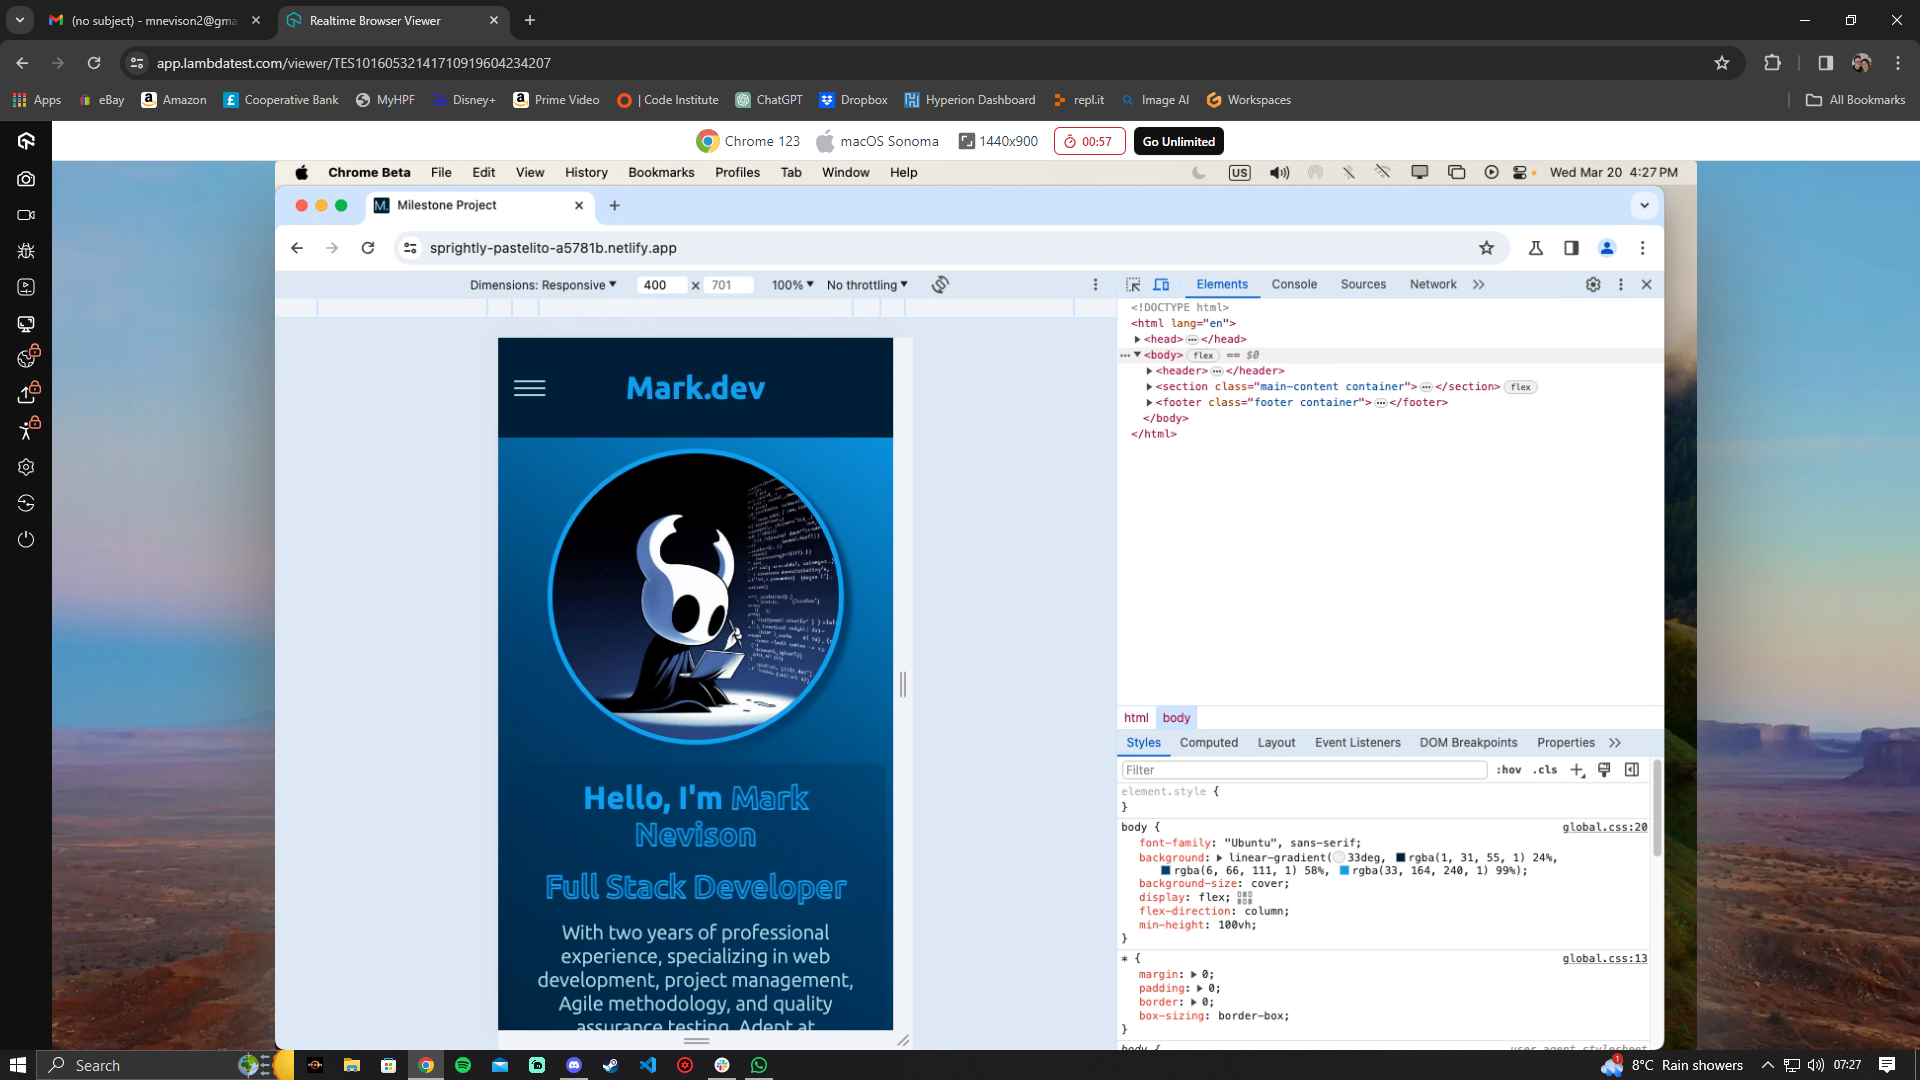 (no subject) - mnevison2@gma
Realtime Browser Viewer
app.lambdatest.com/viewer/TES10160532141710919604234207
Apps
eBay
Amazon
Cooperative Bank
MyHPF
Disney+
Prime Video
| Code Institute
ChatGPT
Dropbox
Hyperion Dashboard
repl.it
Image AI
Workspaces
All Bookmarks
Chrome 123
macOS Sonoma
1440x900
00:57
Go Unlimited
Chrome Beta File Edit View History Bookmarks Profiles Tab Window Help
US
Wed Mar 20 4:27 PM
M.
Milestone Project
sprightly-pastelito-a5781b.netlify.app
Dimensions: Responsive
400 × 701
100%
No throttling
Elements Console Sources Network
<!DOCTYPE html>
<html lang="en">
<head> ⋯ </head>
<body> flex == $0
<header> ⋯ </header>
<section class="main-content container"> ⋯ </section> flex
<footer class="footer container"> ⋯ </footer>
</body>
</html>
Mark.dev
Hello, I'm Mark
Nevison
Full Stack Developer
With two years of professional
experience, specializing in web
development, project management,
Agile methodology, and quality
assurance testing. Adept at
html body
Styles Computed Layout Event Listeners DOM Breakpoints Properties
Filter
:hov .cls
element.style {
}
body {
global.css:20
font-family: "Ubuntu", sans-serif;
background: linear-gradient(33deg, rgba(1, 31, 55, 1) 24%,
rgba(6, 66, 111, 1) 58%, rgba(33, 164, 240, 1) 99%);
background-size: cover;
display: flex;
flex-direction: column;
min-height: 100vh;
}
* {
global.css:13
margin: 0;
padding: 0;
border: 0;
box-sizing: border-box;
}
body {
user agent stylesheet
Search
1
8°C Rain showers
07:27